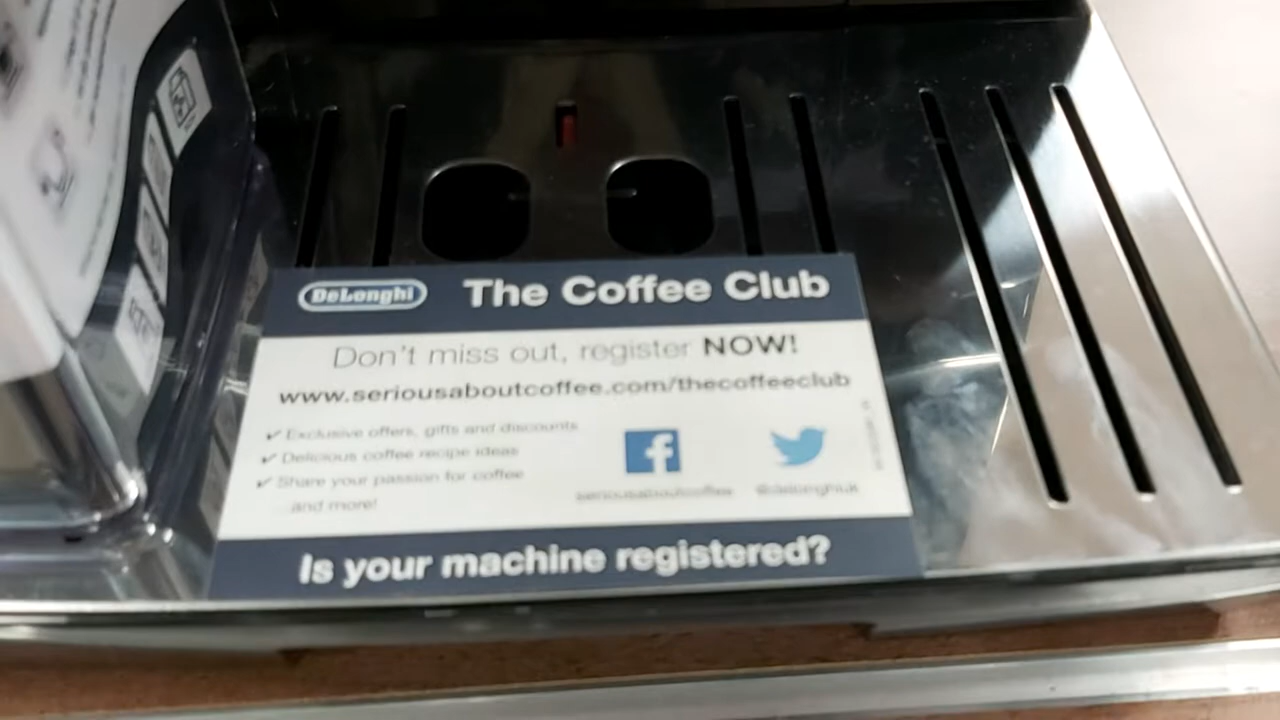 DeLonghi
The Coffee Club
Don't miss out, register NOW!
www.seriousaboutcoffee.com/thecoffeeclub
✔ Exclusive offers, gifts and discounts
✔ Delicious coffee recipe ideas
✔ Share your passion for coffee
...and more!
seriousaboutcoffee
@delonghiuk
Is your machine registered?